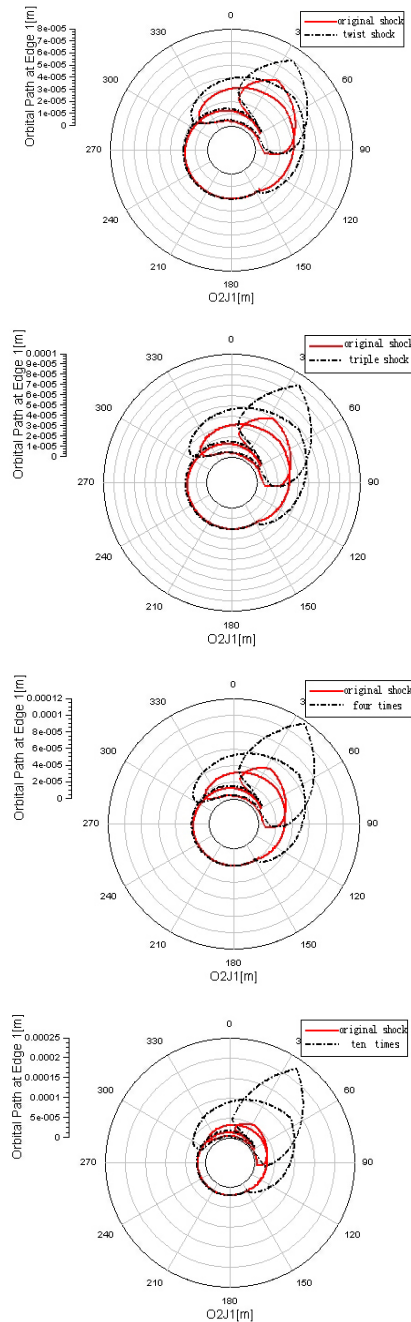 0
original shock
twist shock
330
3
60
300
90
270
120
240
150
210
180
O2J1[m]
Orbital Path at Edge 1[m]
8e-005
7e-005
6e-005
5e-005
4e-005
3e-005
2e-005
1e-005
0
0
original shock
triple shock
330
60
300
90
270
120
240
150
210
180
O2J1[m]
Orbital Path at Edge 1[m]
0.0001
9e-005
8e-005
7e-005
6e-005
5e-005
4e-005
3e-005
2e-005
1e-005
0
0
original shock
four times
330
3
60
300
90
270
120
240
150
210
180
O2J1[m]
Orbital Path at Edge 1[m]
0.00012
0.0001
8e-005
6e-005
4e-005
2e-005
0
0
original shock
ten times
330
3
60
300
90
270
120
240
150
210
180
O2J1[m]
Orbital Path at Edge 1[m]
0.00025
0.0002
0.00015
0.0001
5e-005
0